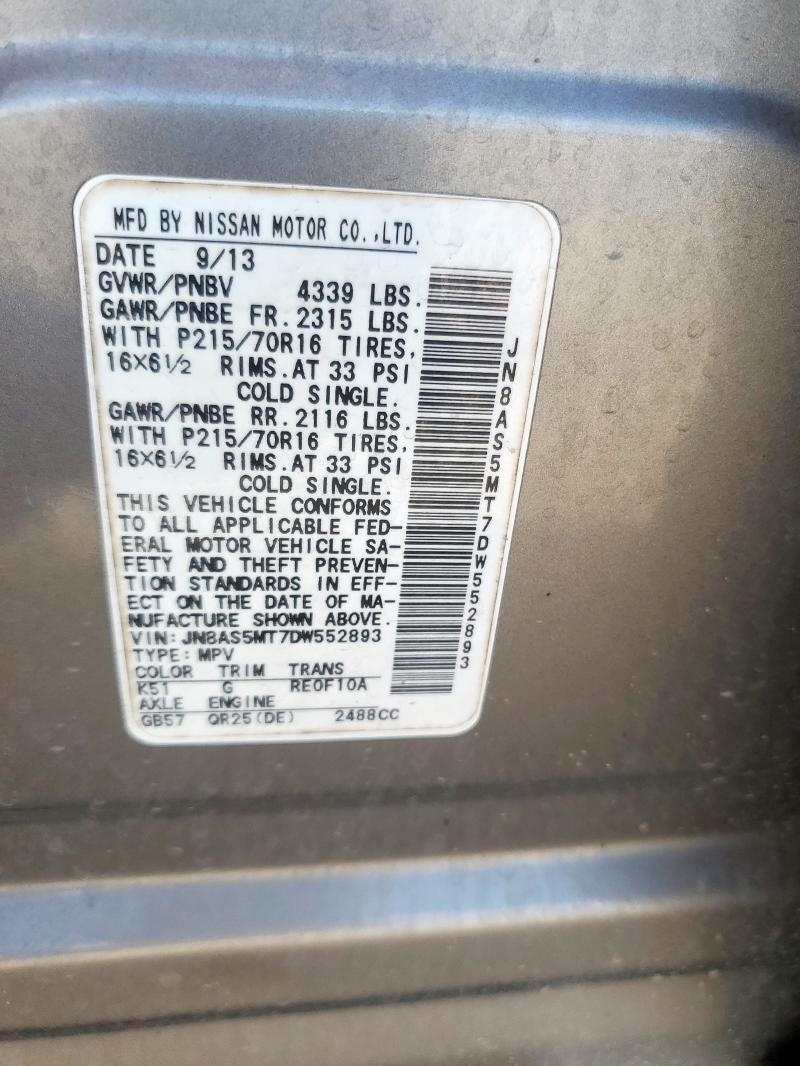 MFD BY NISSAN MOTOR CO.,LTD.
DATE 9/13
GVWR/PNBV 4339 LBS.
GAWR/PNBE FR.2315 LBS.
WITH P215/70R16 TIRES,
16X6½ RIMS.AT 33 PSI
COLD SINGLE.
GAWR/PNBE RR.2116 LBS.
WITH P215/70R16 TIRES,
16X6½ RIMS.AT 33 PSI
COLD SINGLE.
THIS VEHICLE CONFORMS
TO ALL APPLICABLE FED-
ERAL MOTOR VEHICLE SA-
FETY AND THEFT PREVEN-
TION STANDARDS IN EFF-
ECT ON THE DATE OF MA-
NUFACTURE SHOWN ABOVE.
VIN: JN8AS5MT7DW552893
TYPE: MPV
COLOR TRIM TRANS
K51 G RE0F10A
AXLE ENGINE
GB57 QR25(DE) 2488CC
JN8AS5MT7DW552893